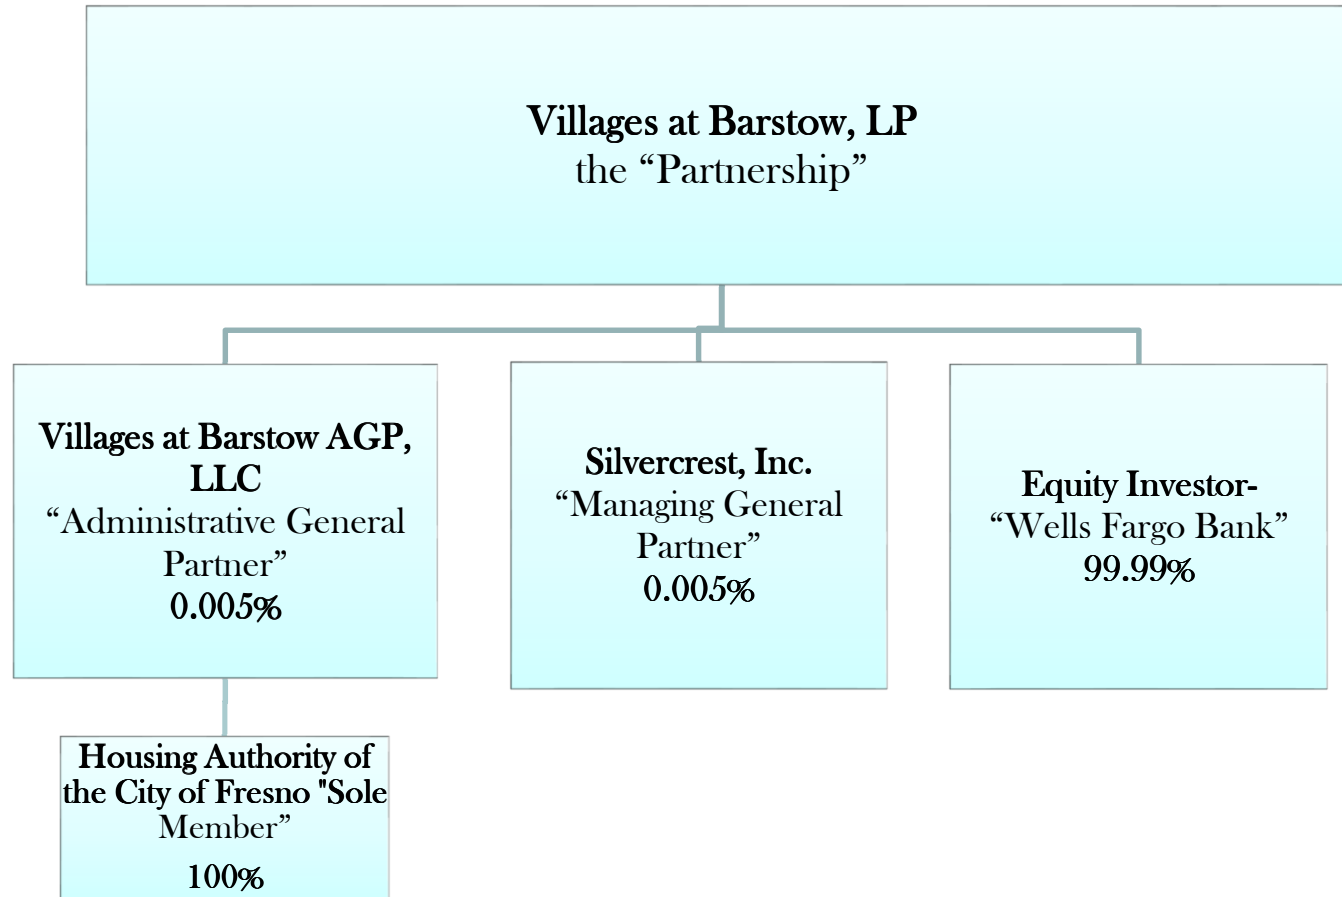 Villages at Barstow, LP
the “Partnership”
Villages at Barstow AGP,
LLC
“Administrative General
Partner”
0.005%
Silvercrest, Inc.
“Managing General
Partner”
0.005%
Equity Investor-
“Wells Fargo Bank”
99.99%
Housing Authority of
the City of Fresno "Sole
Member”
100%